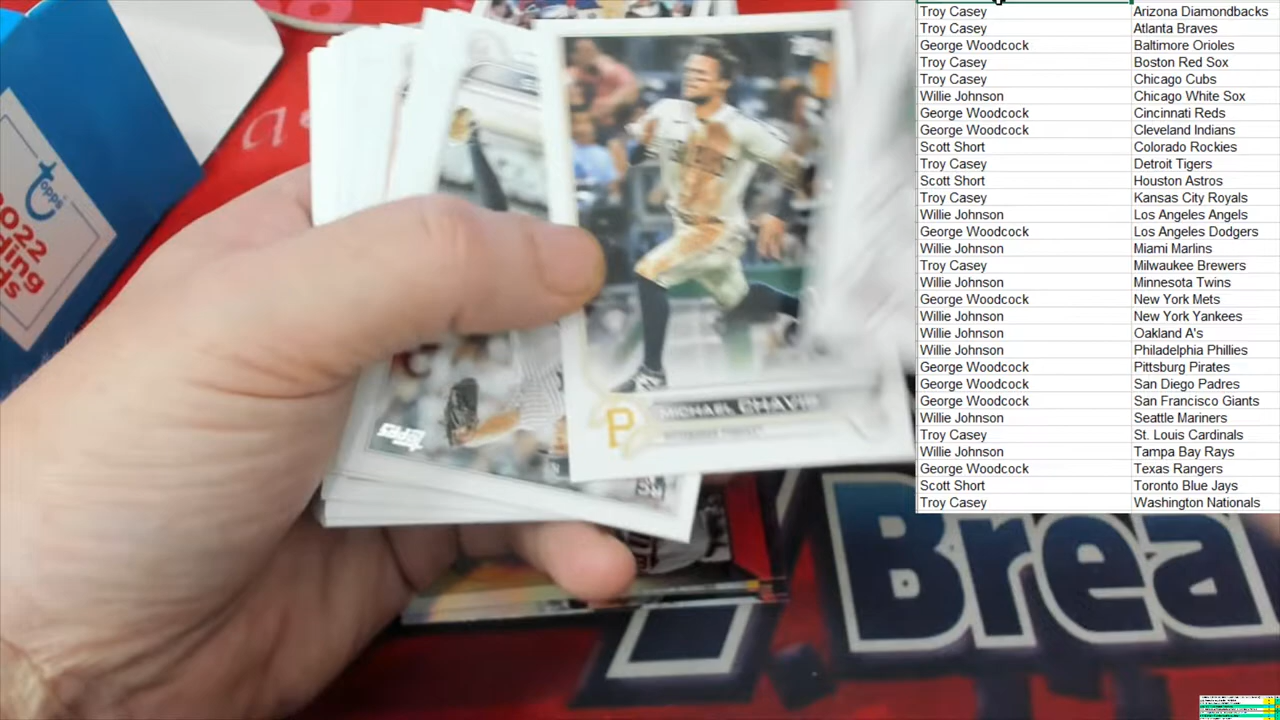 Troy Casey Arizona Diamondbacks
Troy Casey Atlanta Braves
George Woodcock Baltimore Orioles
Troy Casey Boston Red Sox
Troy Casey Chicago Cubs
Willie Johnson Chicago White Sox
George Woodcock Cincinnati Reds
George Woodcock Cleveland Indians
Scott Short Colorado Rockies
Troy Casey Detroit Tigers
Scott Short Houston Astros
Troy Casey Kansas City Royals
Willie Johnson Los Angeles Angels
George Woodcock Los Angeles Dodgers
Willie Johnson Miami Marlins
Troy Casey Milwaukee Brewers
Willie Johnson Minnesota Twins
George Woodcock New York Mets
Willie Johnson New York Yankees
Willie Johnson Oakland A's
Willie Johnson Philadelphia Phillies
George Woodcock Pittsburg Pirates
George Woodcock San Diego Padres
George Woodcock San Francisco Giants
Willie Johnson Seattle Mariners
Troy Casey St. Louis Cardinals
Willie Johnson Tampa Bay Rays
George Woodcock Texas Rangers
Scott Short Toronto Blue Jays
Troy Casey Washington Nationals
topps
2022
P
MICHAEL CHAVIS
Brea